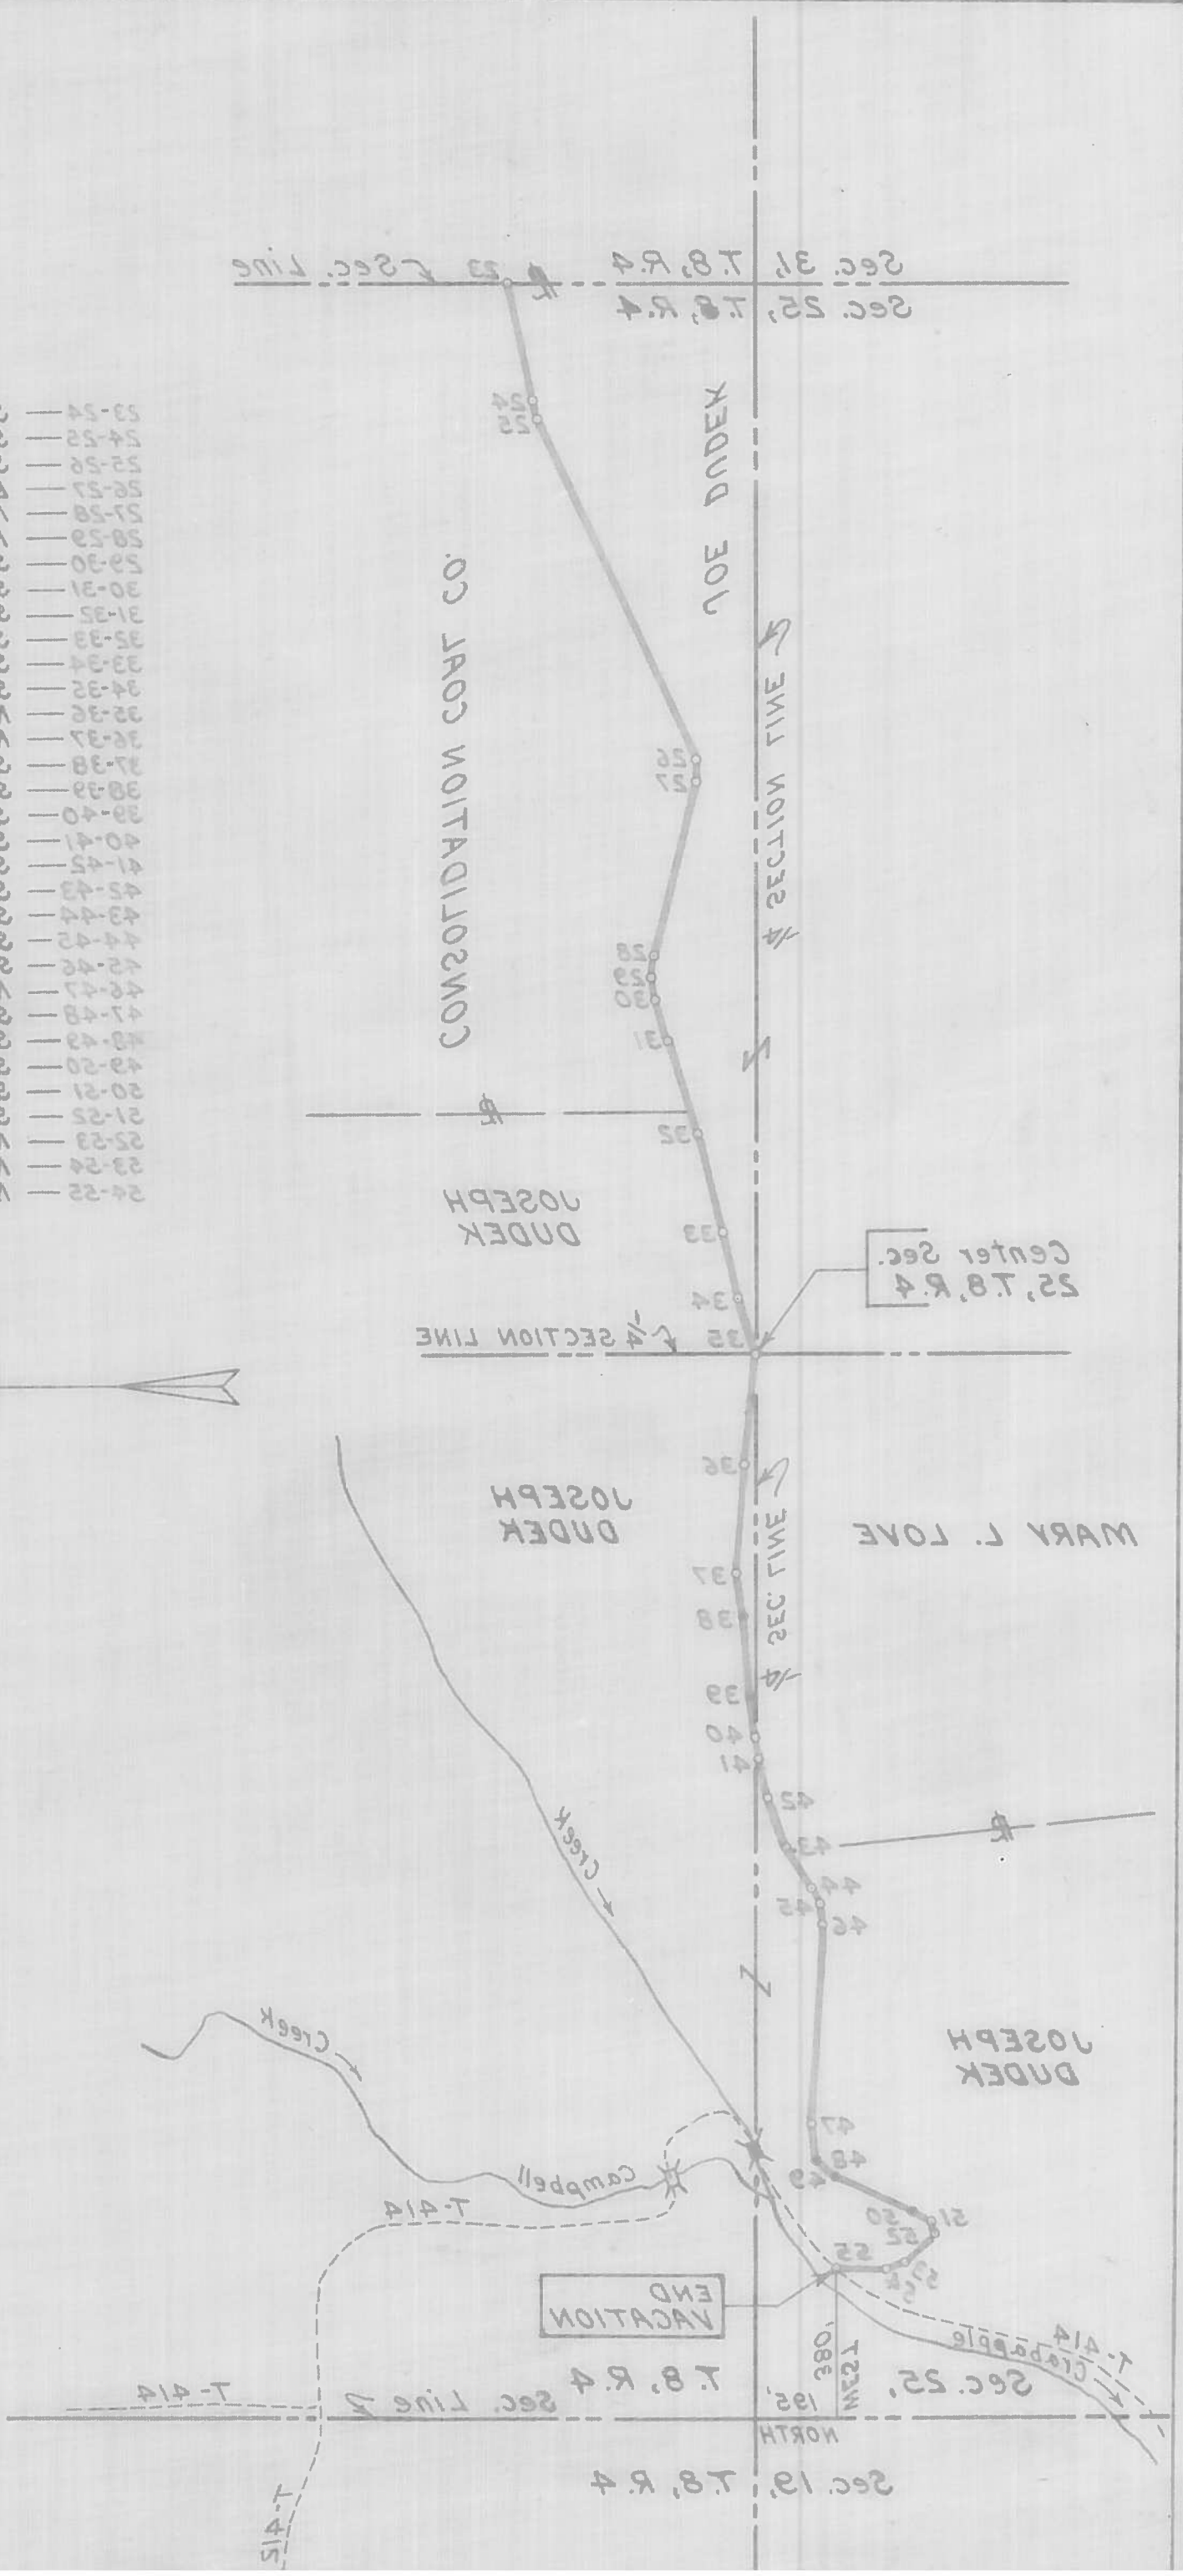 Sec. 31, T.8, R.4
23
Sec. Line
Sec. 25, T.8, R.4
JOE DUDEK
24
25
23-24 —
24-25 —
25-26 —
26-27 —
27-28 —
28-29 —
29-30 —
30-31 —
31-32 —
32-33 —
33-34 —
34-35 —
35-36 —
36-37 —
37-38 —
38-39 —
39-40 —
40-41 —
41-42 —
42-43 —
43-44 —
44-45 —
45-46 —
46-47 —
47-48 —
48-49 —
49-50 —
50-51 —
51-52 —
52-53 —
53-54 —
54-55 —
CONSOLIDATION COAL CO.
¼ SECTION LINE
26
27
28
29
30
31
32
JOSEPH
DUDEK
33
Center Sec.
25, T.8, R.4
34
35
¼ SECTION LINE
36
JOSEPH
DUDEK
MARY L. LOVE
¼ SEC. LINE
37
38
39
40
41
42
43
44
45
46
Creek
Creek
JOSEPH
DUDEK
47
48
49
Campbell
T-414
50
51
52
53
54
55
END
VACATION
T-414
Crabapple
380'
WEST
195'
NORTH
Sec. 25,
T.8, R.4
Sec. Line
T-414
Sec. 19, T.8, R.4
T-412